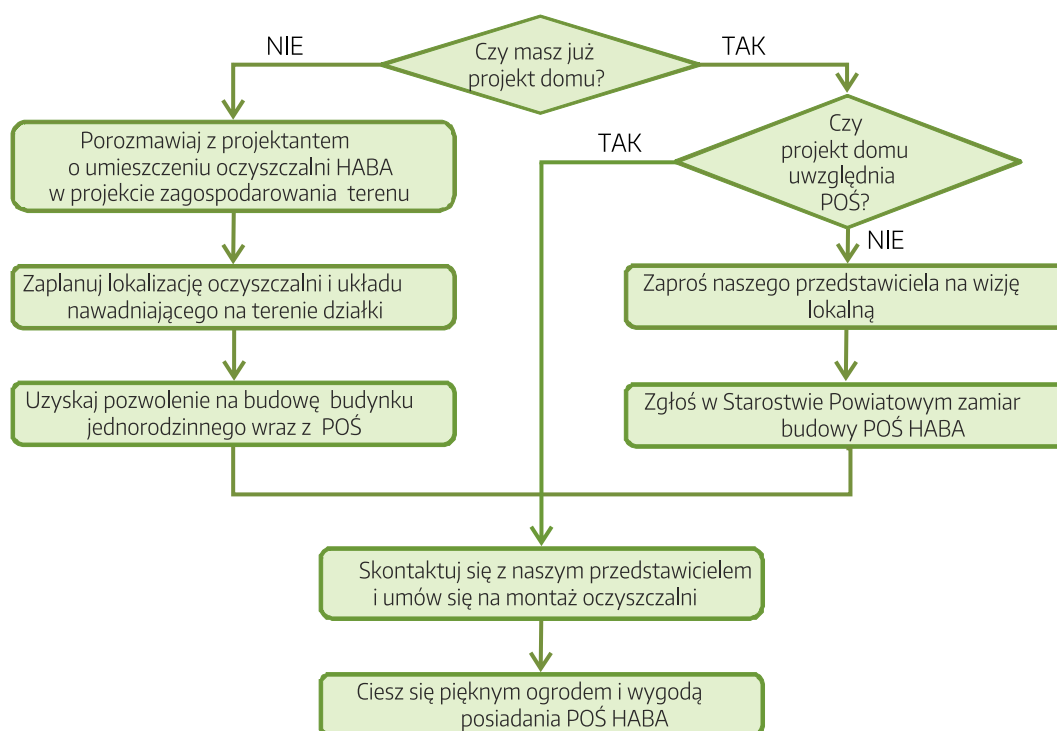 NIE
Czy masz już
projekt domu?
TAK
Porozmawiaj z projektantem
o umieszczeniu oczyszczalni HABA
w projekcie zagospodarowania terenu
TAK
Czy
projekt domu
uwzględnia
POŚ?
NIE
Zaplanuj lokalizację oczyszczalni i układu
nawadniającego na terenie działki
Zaproś naszego przedstawiciela na wizję
lokalną
Uzyskaj pozwolenie na budowę budynku
jednorodzinnego wraz z POŚ
Zgłoś w Starostwie Powiatowym zamiar
budowy POŚ HABA
Skontaktuj się z naszym przedstawicielem
i umów się na montaż oczyszczalni
Ciesz się pięknym ogrodem i wygodą
posiadania POŚ HABA